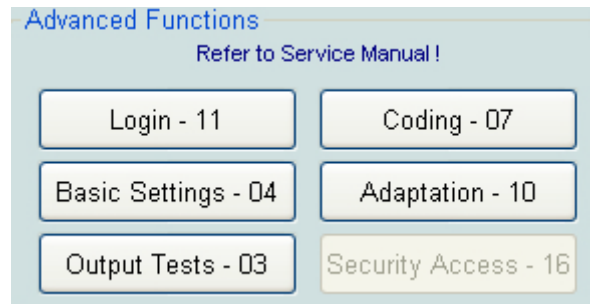 Advanced Functions
Refer to Service Manual !
Login - 11
Coding - 07
Basic Settings - 04
Adaptation - 10
Output Tests - 03
Security Access - 16